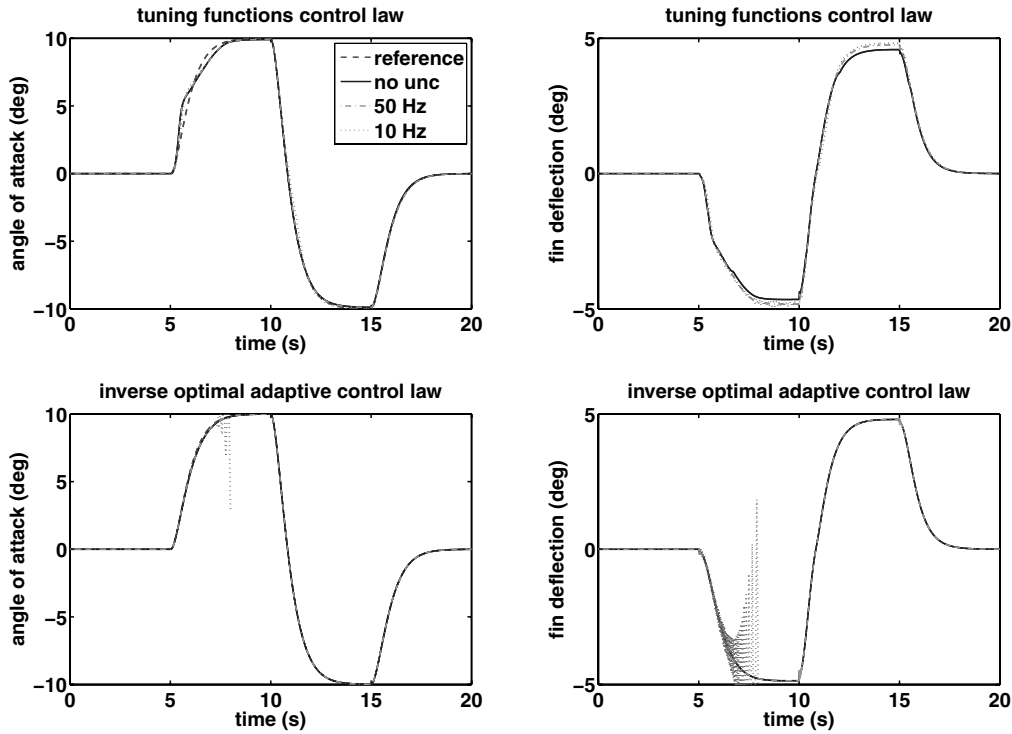 tuning functions control law
angle of attack (deg)
10
5
0
−5
−10
reference
no unc
50 Hz
10 Hz
0
5
10
15
20
time (s)
tuning functions control law
fin deflection (deg)
5
0
−5
0
5
10
15
20
time (s)
inverse optimal adaptive control law
angle of attack (deg)
10
5
0
−5
−10
0
5
10
15
20
time (s)
inverse optimal adaptive control law
fin deflection (deg)
5
0
−5
0
5
10
15
20
time (s)